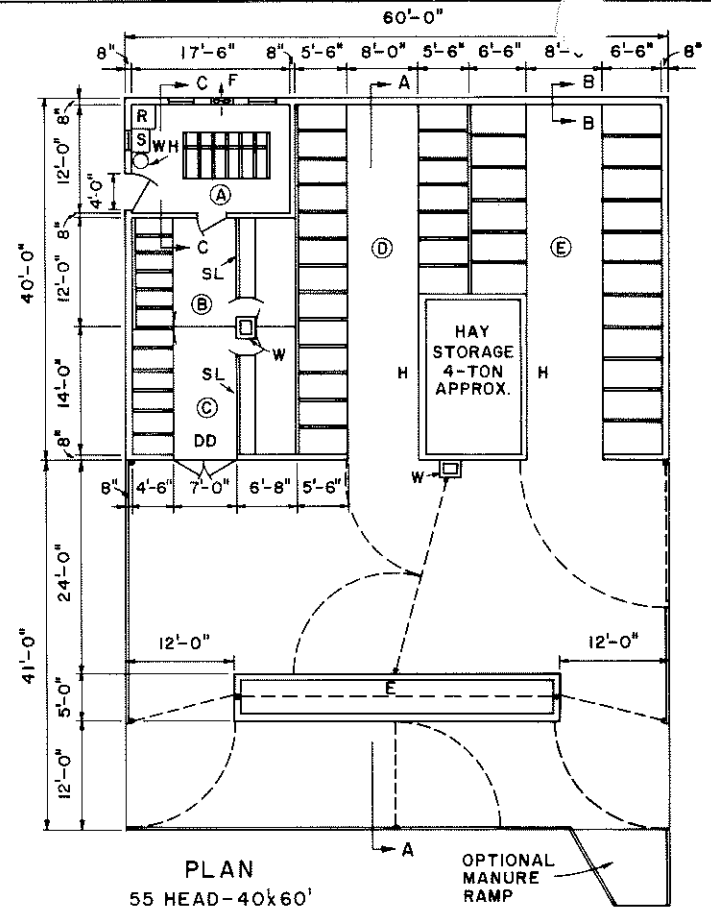 60'-0"
8" 17'-6" 8" 5'-6" 8'-0" 5'-6" 6'-6" 8'- 6'-6" 8"
C F A B
8" R
S WH B
12'-0"
4'-0" A
8" C D E
40'-0" 12'-0" SL
B
HAY
STORAGE
4-TON
APPROX.
W
H H
14'-0" SL
C
DD
8" W
8" 4'-6" 7'-0" 6'-8" 5'-6"
24'-0"
41'-0" 12'-0" 12'-0"
5'-0" E
12'-0"
A
PLAN
55 HEAD-40'x60'
OPTIONAL
MANURE
RAMP